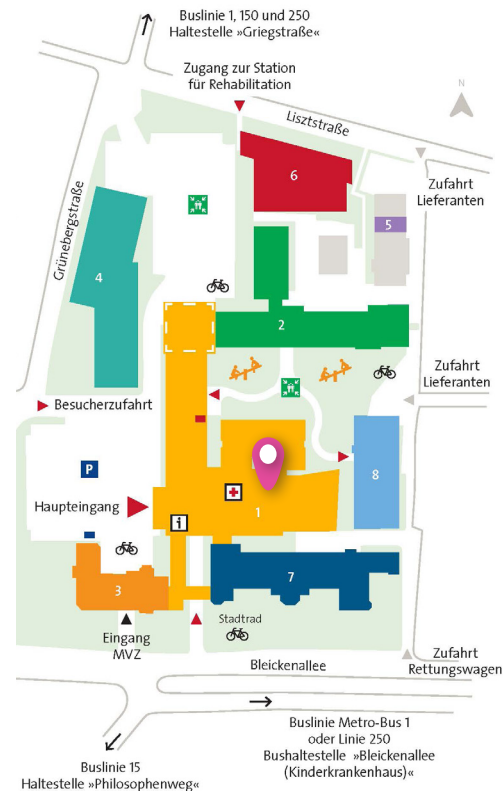 Buslinie 1, 150 und 250
Haltestelle »Griegstraße«
Zugang zur Station
für Rehabilitation
N
Lisztstraße
6
Zufahrt
Lieferanten
5
Grünebergstraße
4
2
Zufahrt
Lieferanten
Besucherzufahrt
P
8
Haupteingang
1
i
3
7
Stadtrad
Eingang
MVZ
Zufahrt
Rettungswagen
Bleickenallee
Buslinie Metro-Bus 1
oder Linie 250
Bushaltestelle »Bleickenallee
(Kinderkrankenhaus)«
Buslinie 15
Haltestelle »Philosophenweg«